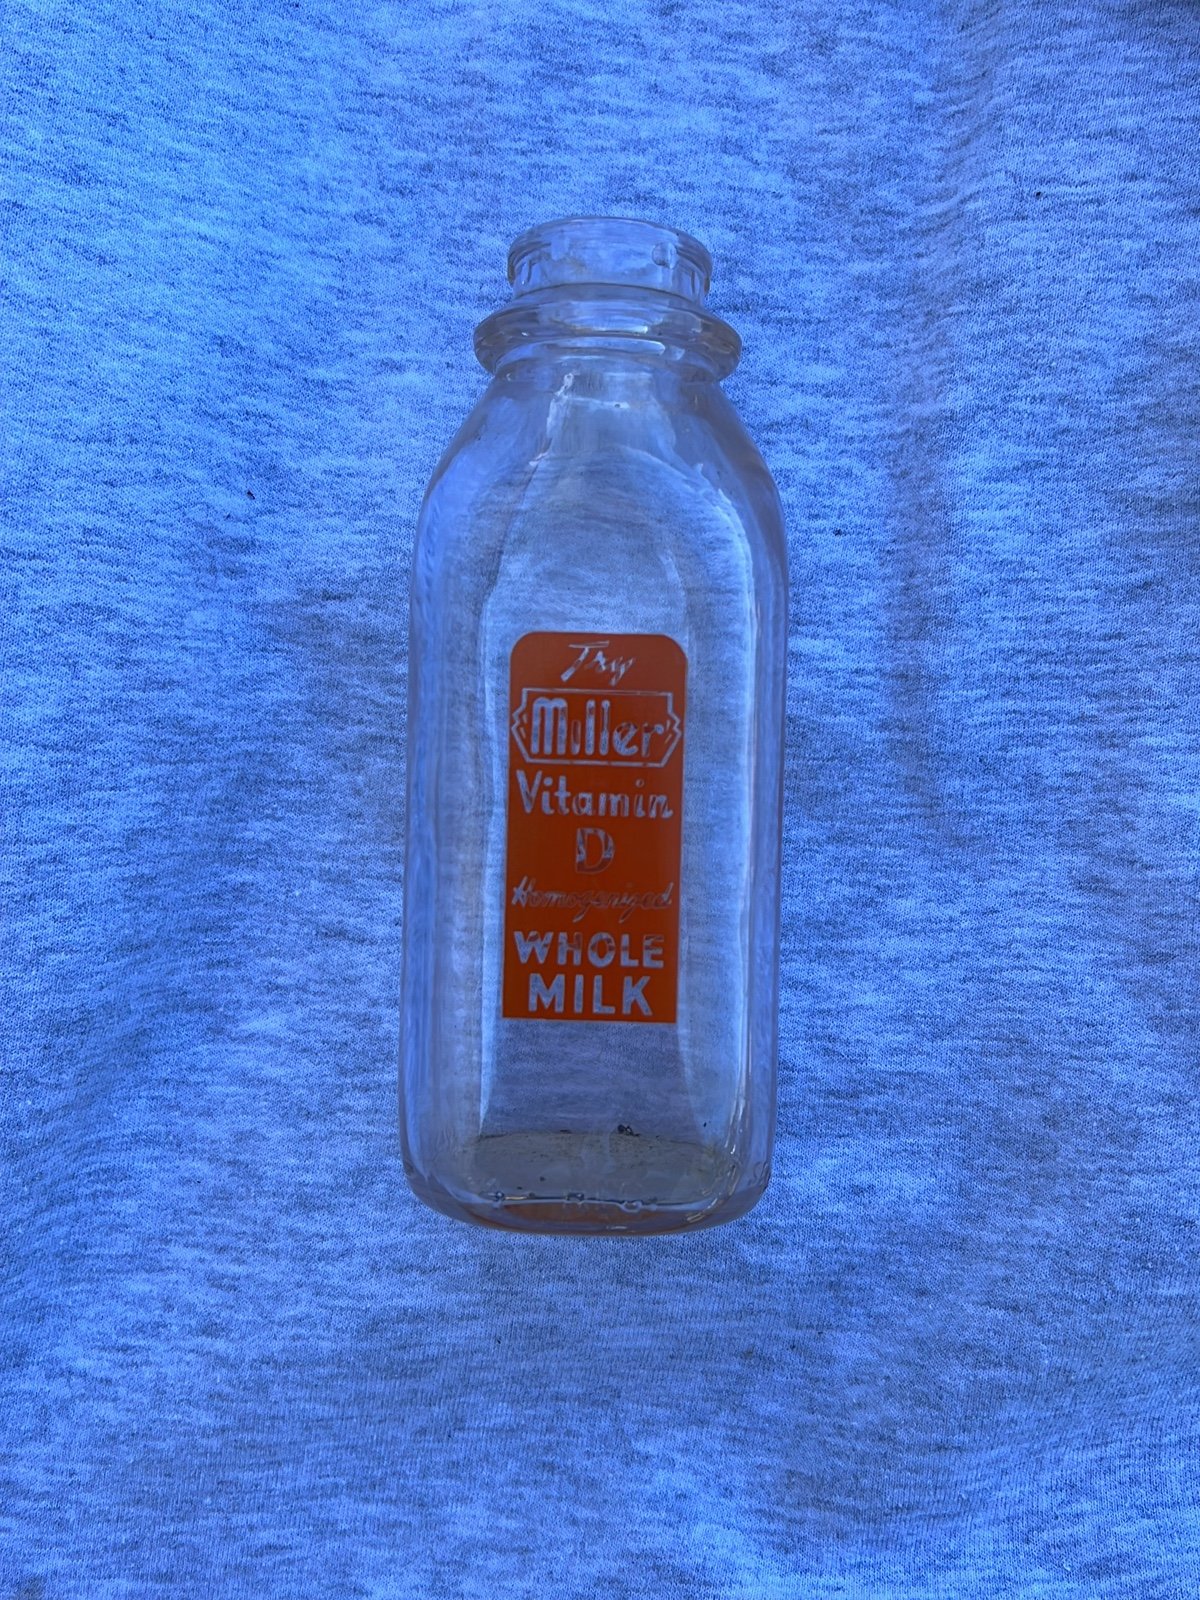 Try
Miller
Vitamin
D
Homogenized
WHOLE
MILK